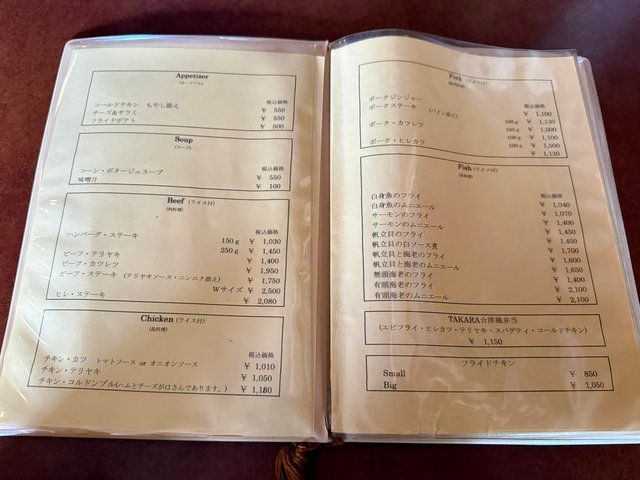 Appetizer
税込価格
コールドチキン もやし添え ¥ 550
チーズ&サラミ ¥ 550
フライドポテト ¥ 500
Soup
(スープ)
税込価格
コーン・ポタージュスープ ¥ 550
味噌汁 ¥ 100
Beef (ライス付)
(肉料理)
税込価格
ハンバーグ・ステーキ 150g ¥ 1,030
250g ¥ 1,450
ビーフ・テリヤキ ¥ 1,400
ビーフ・カツレツ ¥ 1,950
ビーフ・ステーキ (テリヤキソース・ニンニク添え) ¥ 1,750
Wサイズ ¥ 2,500
ヒレ・ステーキ ¥ 2,080
Chicken (ライス付)
(鳥料理)
税込価格
チキン・カツ トマトソース or オニオンソース ¥ 1,010
チキン・テリヤキ ¥ 1,050
チキン・コルドンブル(ハムとチーズがはさんであります。) ¥ 1,180
Pork (ライス付)
税込価格
ポークジンジャー ¥ 1,100
ポークステーキ (パイン添え) 100g ¥ 1,130
150g ¥ 1,500
ポーク・カツレツ 100g ¥ 1,100
150g ¥ 1,500
ポーク・ヒレカツ ¥ 1,130
Fish (ライス付)
税込価格
白身魚のフライ ¥ 1,040
白身魚のムニエール ¥ 1,070
サーモンのフライ ¥ 1,400
サーモンのムニエール ¥ 1,450
帆立貝のフライ ¥ 1,450
帆立貝の白ソース煮 ¥ 1,700
帆立貝と海老のフライ ¥ 1,600
帆立貝と海老のムニエール ¥ 1,650
無頭海老のフライ ¥ 1,400
有頭海老のフライ ¥ 2,100
有頭海老のムニエール ¥ 2,100
TAKARA☆洋風弁当
(エビフライ・ヒレカツ・テリヤキ・スパゲティ・コールドチキン)
¥ 1,150
フライドチキン
Small ¥ 850
Big ¥ 1,050